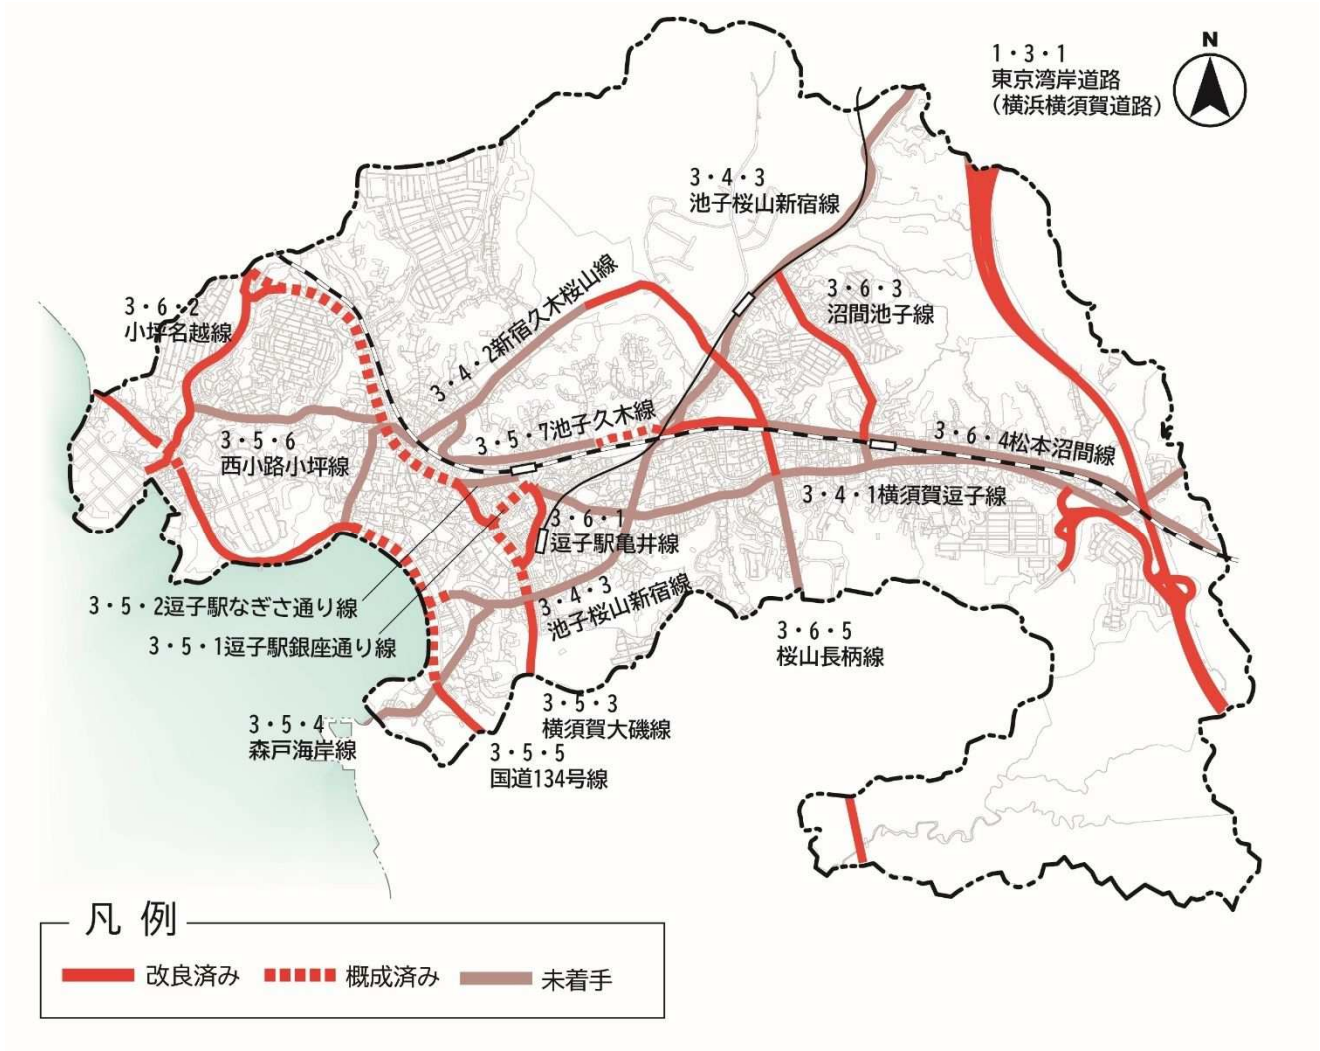 N
1・3・1
東京湾岸道路
（横浜横須賀道路）
3・4・3
池子桜山新宿線
3・6・2
小坪名越線
3・6・3
沼間池子線
3・4・2新宿久木桜山線
3・5・7池子久木線
3・5・6
西小路小坪線
3・6・4松本沼間線
3・4・1横須賀逗子線
3・6・1
逗子駅亀井線
3・5・2逗子駅なぎさ通り線
3・4・3
池子桜山新宿線
3・5・1逗子駅銀座通り線
3・6・5
桜山長柄線
3・5・3
横須賀大磯線
3・5・4
森戸海岸線
3・5・5
国道134号線
凡 例
改良済み
概成済み
未着手